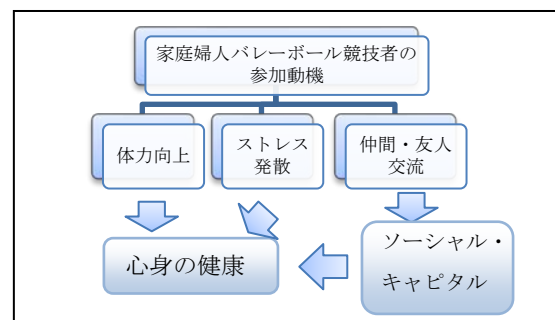 家庭婦人バレーボール競技者の
参加動機
体力向上
ストレス
発散
仲間・友人
交流
心身の健康
ソーシャル・
キャピタル